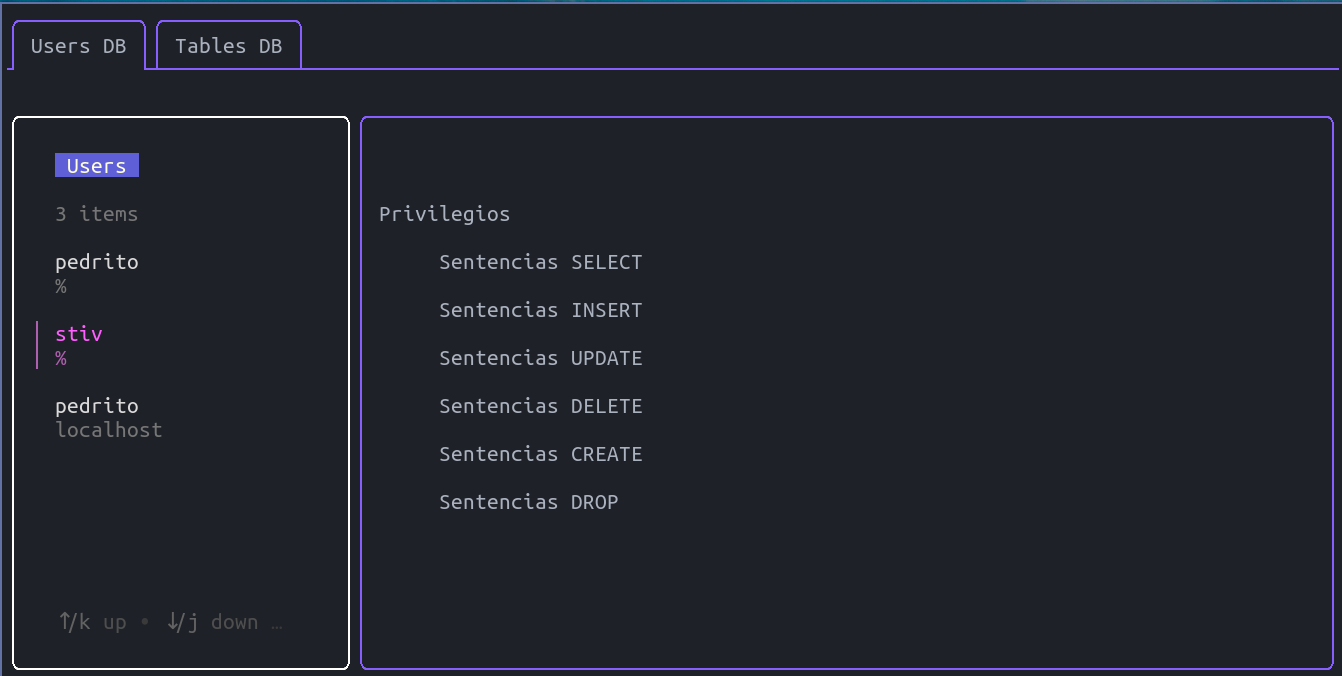 Users DB
Tables DB
Users
3 items
pedrito
%
stiv
%
pedrito
localhost
↑/k up • ↓/j down …
Privilegios
Sentencias SELECT
Sentencias INSERT
Sentencias UPDATE
Sentencias DELETE
Sentencias CREATE
Sentencias DROP